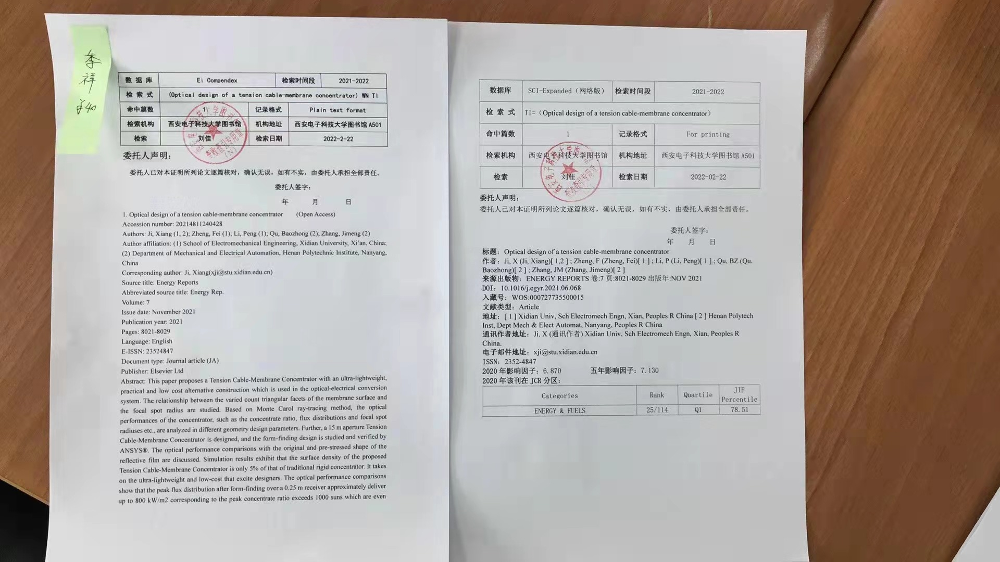 季
祥
¥40
数 据 库 Ei Compendex 检索时间段 2021-2022
检 索 式 (Optical design of a tension cable-membrane concentrator) WN TI
命中篇数 1 记录格式 Plain text format
检索机构 西安电子科技大学图书馆 机构地址 西安电子科技大学图书馆 A501
检索 刘佳 检索日期 2022-2-22
委托人声明：
委托人已对本证明所列论文逐篇核对，确认无误，如有不实，由委托人承担全部责任。
委托人签字：
年 月 日
1. Optical design of a tension cable-membrane concentrator (Open Access)
Accession number: 20214811240428
Authors: Ji, Xiang (1, 2); Zheng, Fei (1); Li, Peng (1); Qu, Baozhong (2); Zhang, Jimeng (2)
Author affiliation: (1) School of Electromechanical Engineering, Xidian University, Xi'an, China;
(2) Department of Mechanical and Electrical Automation, Henan Polytechnic Institute, Nanyang,
China
Corresponding author: Ji, Xiang(xji@stu.xidian.edu.cn)
Source title: Energy Reports
Abbreviated source title: Energy Rep.
Volume: 7
Issue date: November 2021
Publication year: 2021
Pages: 8021-8029
Language: English
E-ISSN: 23524847
Document type: Journal article (JA)
Publisher: Elsevier Ltd
Abstract: This paper proposes a Tension Cable-Membrane Concentrator with an ultra-lightweight,
practical and low cost alternative construction which is used in the optical-electrical conversion
system. The relationship between the varied count triangular facets of the membrane surface and
the focal spot radius are studied. Based on Monte Carol ray-tracing method, the optical
performances of the concentrator, such as the concentrate ratio, flux distributions and focal spot
radiuses etc., are analyzed in different geometry design parameters. Further, a 15 m aperture Tension
Cable-Membrane Concentrator is designed, and the form-finding design is studied and verified by
ANSYS®. The optical performance comparisons with the original and pre-stressed shape of the
reflective film are discussed. Simulation results exhibit that the surface density of the proposed
Tension Cable-Membrane Concentrator is only 5% of that of traditional rigid concentrator. It takes
on the ultra-lightweight and low-cost that excite designers. The optical performance comparisons
show that the peak flux distribution after form-finding over a 0.25 m receiver approximately deliver
up to 800 kW/m2 corresponding to the peak concentrate ratio exceeds 1000 suns which are even
数据库 SCI-Expanded（网络版） 检索时间段 2021-2022
检 索 式 TI=（Optical design of a tension cable-membrane concentrator）
命中篇数 1 记录格式 For printing
检索机构 西安电子科技大学图书馆 机构地址 西安电子科技大学图书馆 A501
检索 刘佳 检索日期 2022-02-22
委托人声明：
委托人已对本证明所列论文逐篇核对，确认无误，如有不实，由委托人承担全部责任。
委托人签字：
年 月 日
标题： Optical design of a tension cable-membrane concentrator
作者： Ji, X (Ji, Xiang)[ 1,2 ] ; Zheng, F (Zheng, Fei)[ 1 ] ; Li, P (Li, Peng)[ 1 ] ; Qu, BZ (Qu,
Baozhong)[ 2 ] ; Zhang, JM (Zhang, Jimeng)[ 2 ]
来源出版物： ENERGY REPORTS 卷:7 页:8021-8029 出版年:NOV 2021
DOI： 10.1016/j.egyr.2021.06.068
入藏号： WOS:000727735500015
文献类型： Article
地址： [ 1 ] Xidian Univ, Sch Electromech Engn, Xian, Peoples R China [ 2 ] Henan Polytech
Inst, Dept Mech & Elect Automat, Nanyang, Peoples R China
通讯作者地址： Ji, X (通讯作者) Xidian Univ, Sch Electromech Engn, Xian, Peoples R
China.
电子邮件地址： xji@stu.xidian.edu.cn
ISSN： 2352-4847
2020 年影响因子： 6.870 五年影响因子： 7.130
2020 年该刊在 JCR 分区：
Categories Rank Quartile JIF Percentile
ENERGY & FUELS 25/114 Q1 78.51